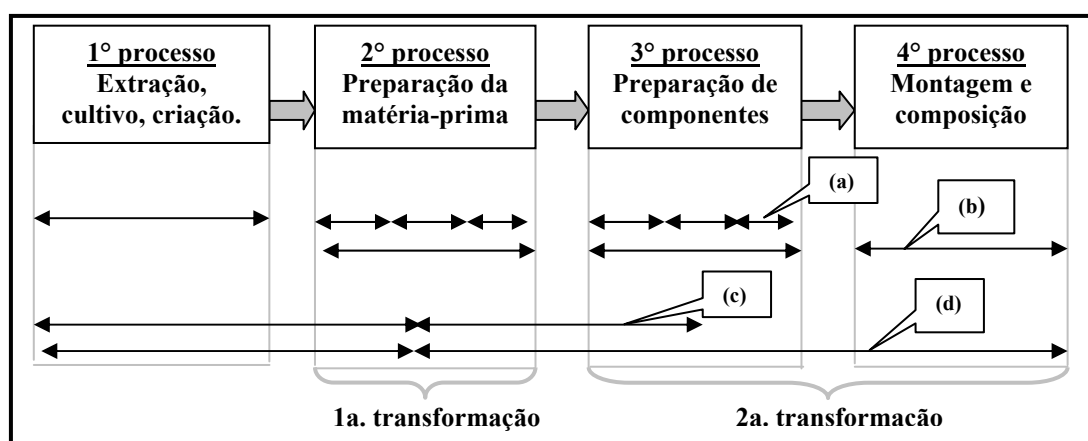 1° processo
Extração,
cultivo, criação.
2° processo
Preparação da
matéria-prima
3° processo
Preparação de
componentes
4° processo
Montagem e
composição
(a)
(b)
(c)
(d)
1a. transformação
2a. transformacão